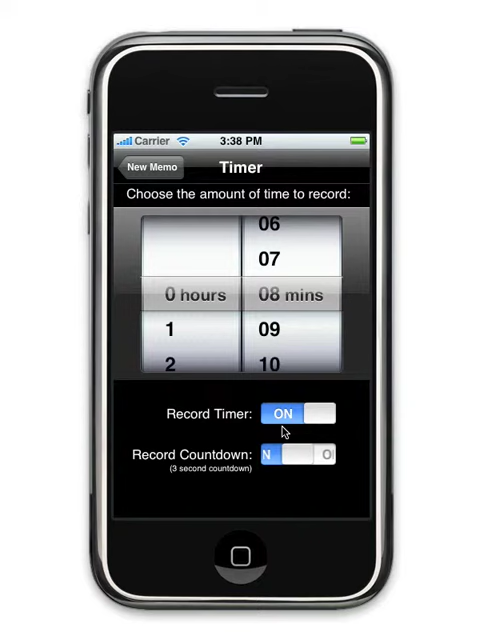 Carrier 3:38 PM
New Memo Timer
Choose the amount of time to record:
06
07
0 hours 08 mins
1 09
2 10
Record Timer: ON
Record Countdown: N O
(3 second countdown)